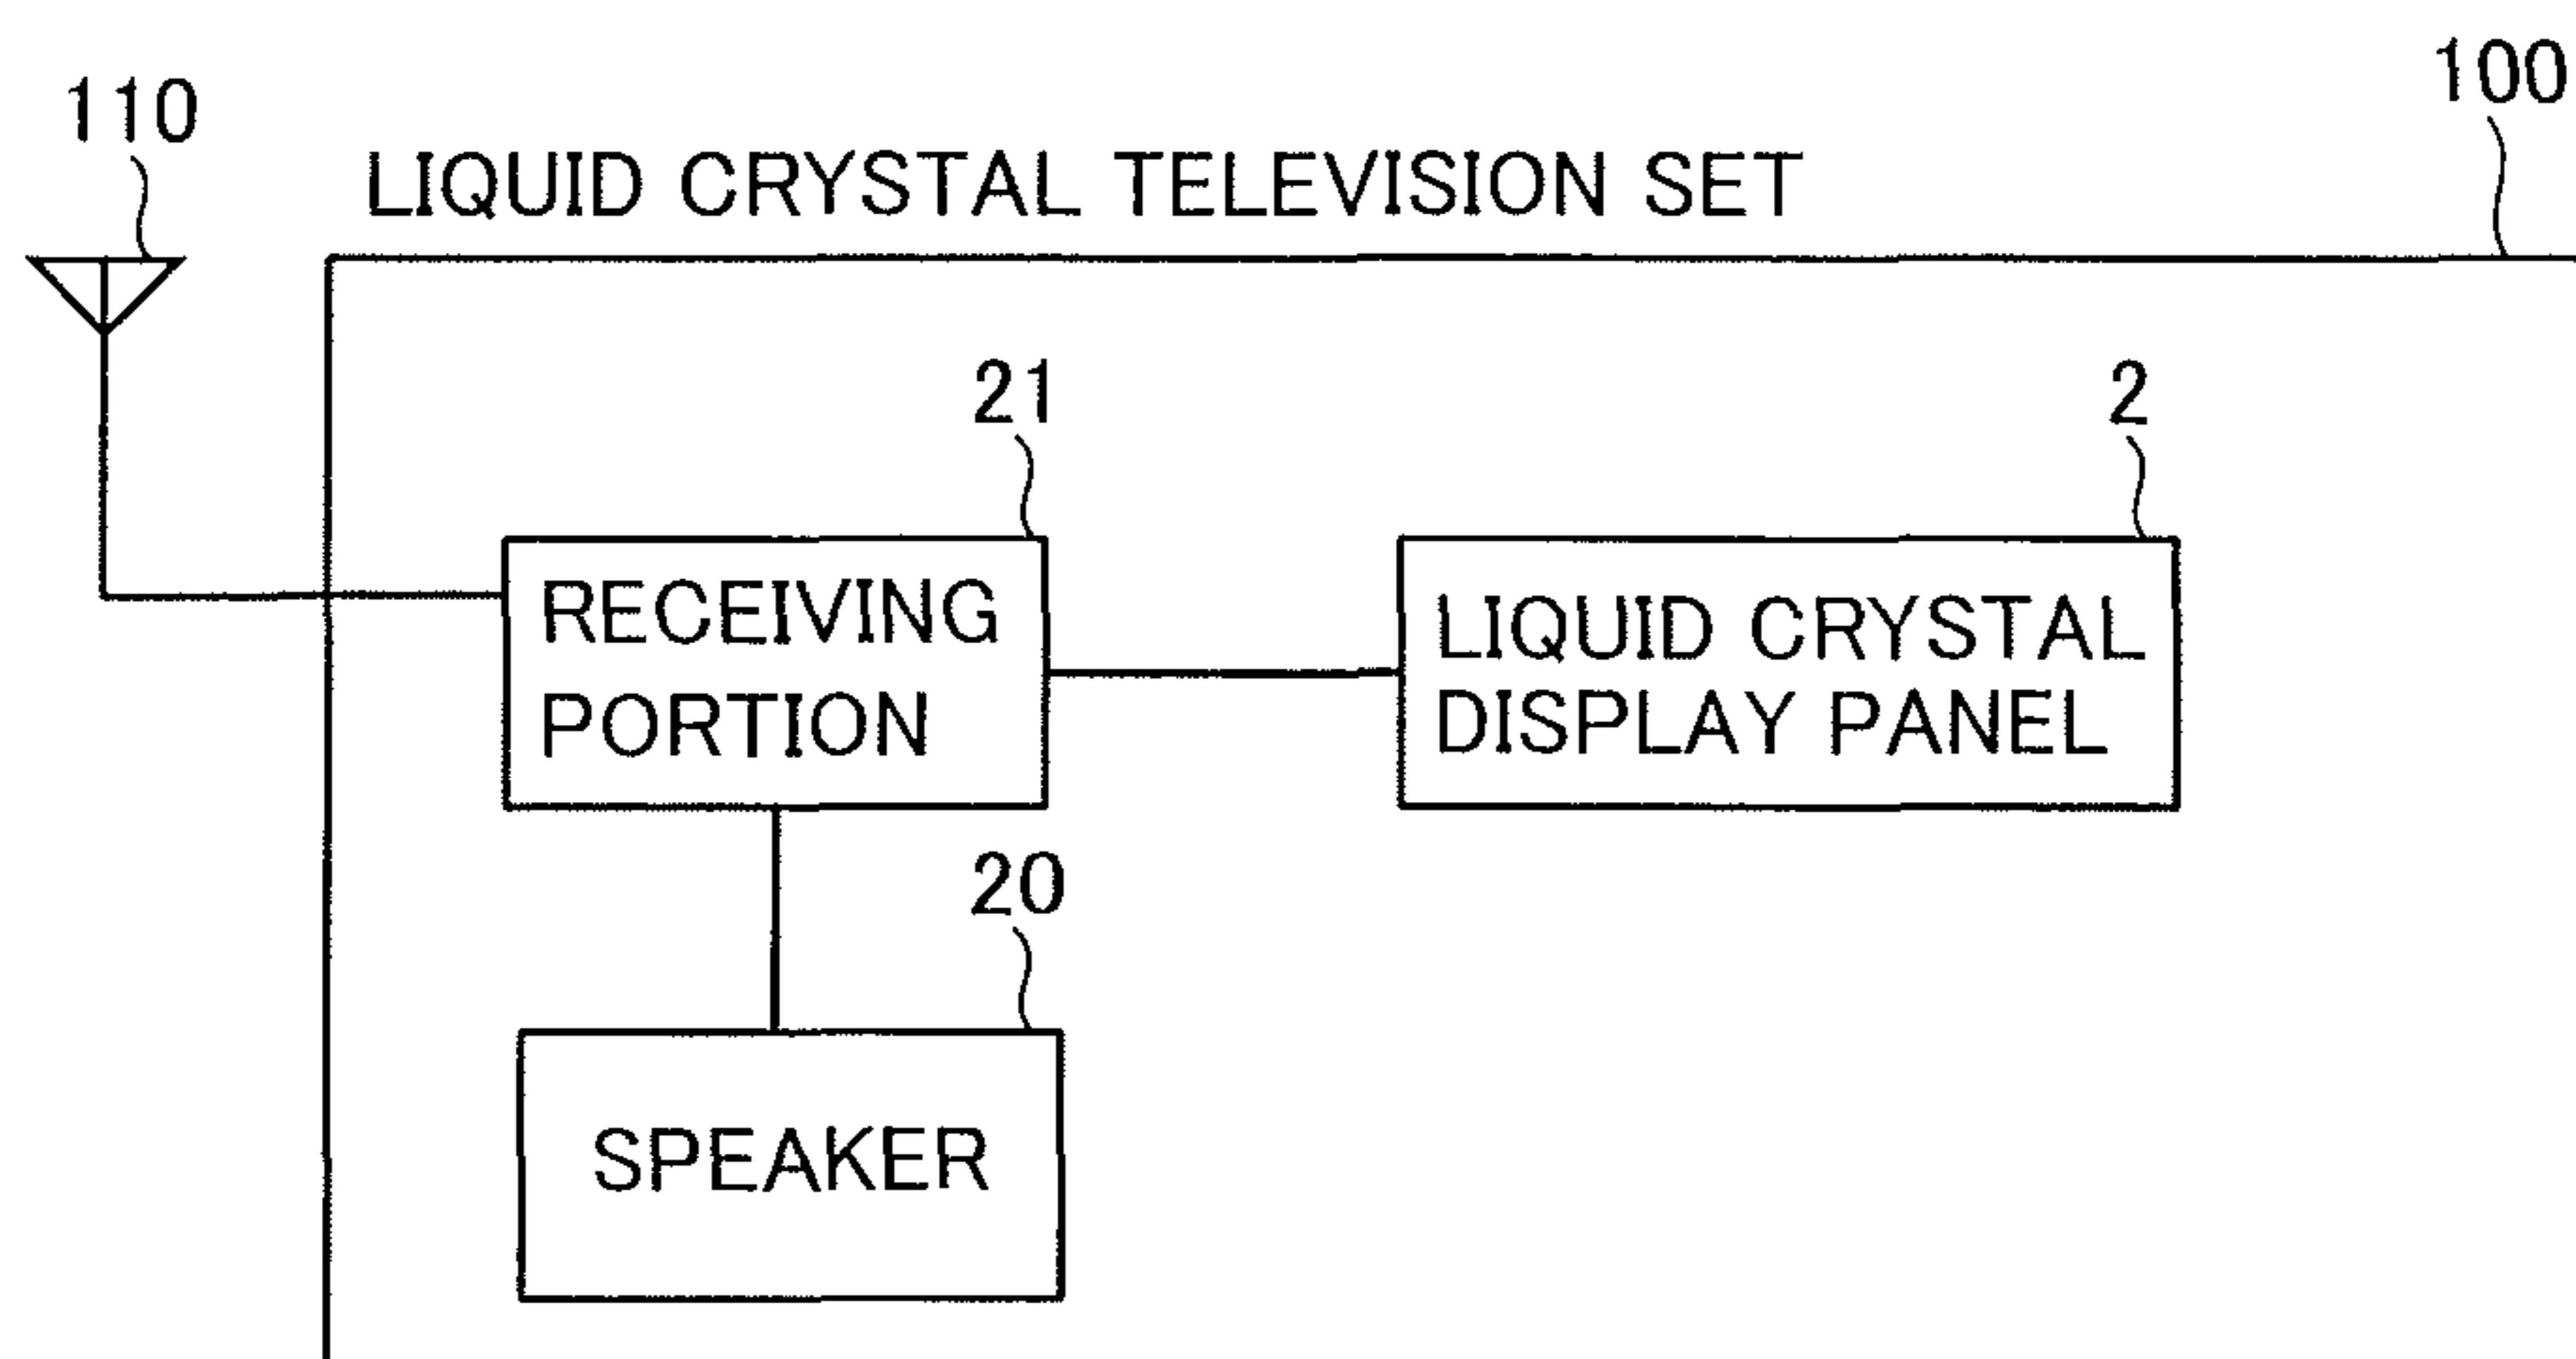 110
100
LIQUID CRYSTAL TELEVISION SET
21
2
RECEIVING
PORTION
LIQUID CRYSTAL
DISPLAY PANEL
20
SPEAKER